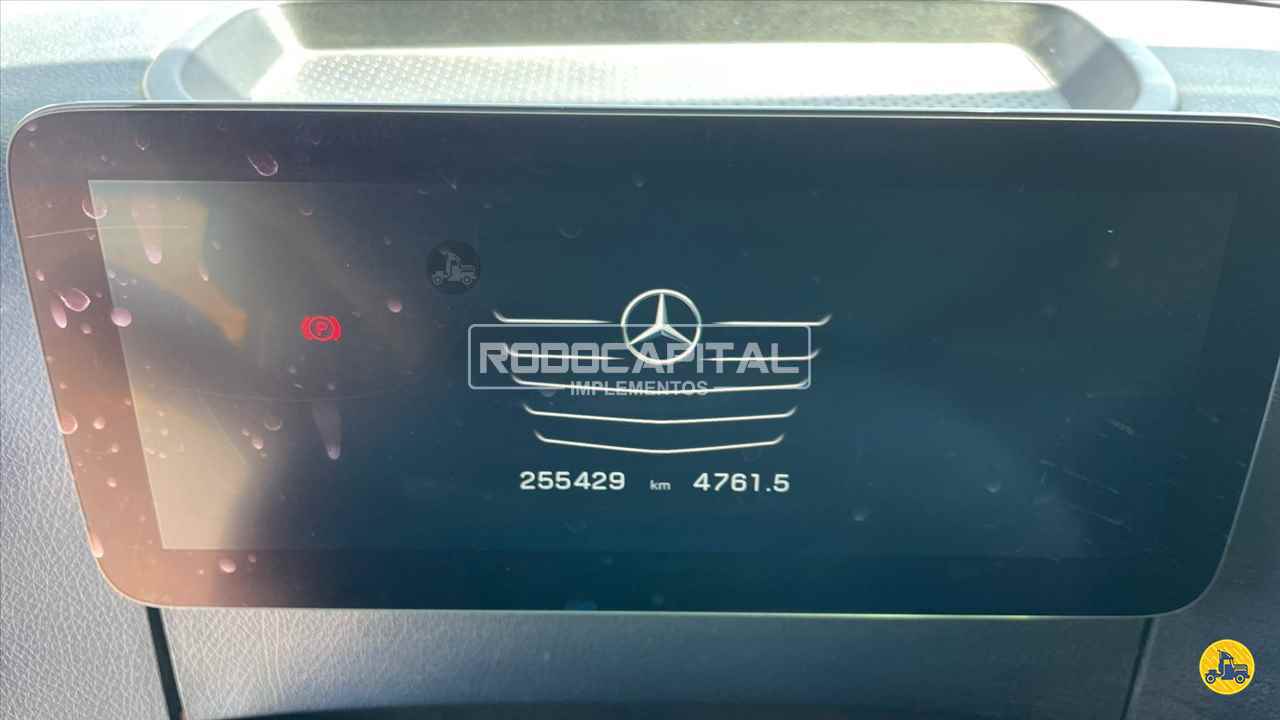 P
RODOCAPITAL
IMPLEMENTOS
255429 km 4761.5